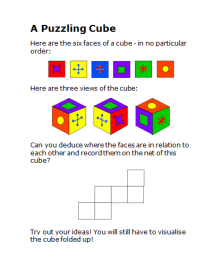 A Puzzling Cube
Here are the six faces of a cube - in no particular
order:
Here are three views of the cube:
Can you deduce where the faces are in relation to
each other and record them on the net of this
cube?
Try out your ideas! You will still have to visualise
the cube folded up!